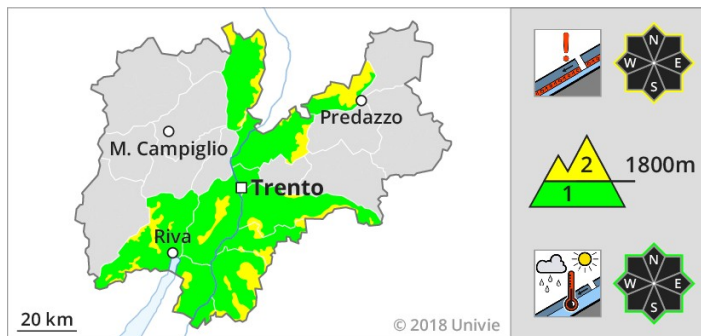 N
W E
S
Predazzo
M. Campiglio
2 1800m
1
Trento
Riva
N
W E
S
20 km
© 2018 Univie